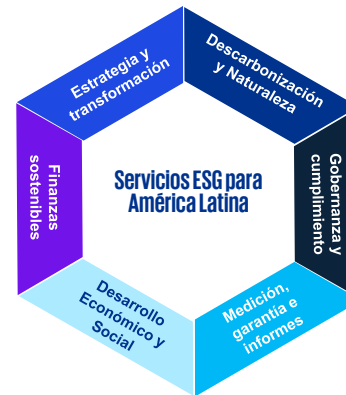 Estrategia y
transformación
Descarbonización
y Naturaleza
Gobernanza y
cumplimiento
Medición,
garantía e
informes
Desarrollo
Económico y
Social
Finanzas
sostenibles
Servicios ESG para
América Latina